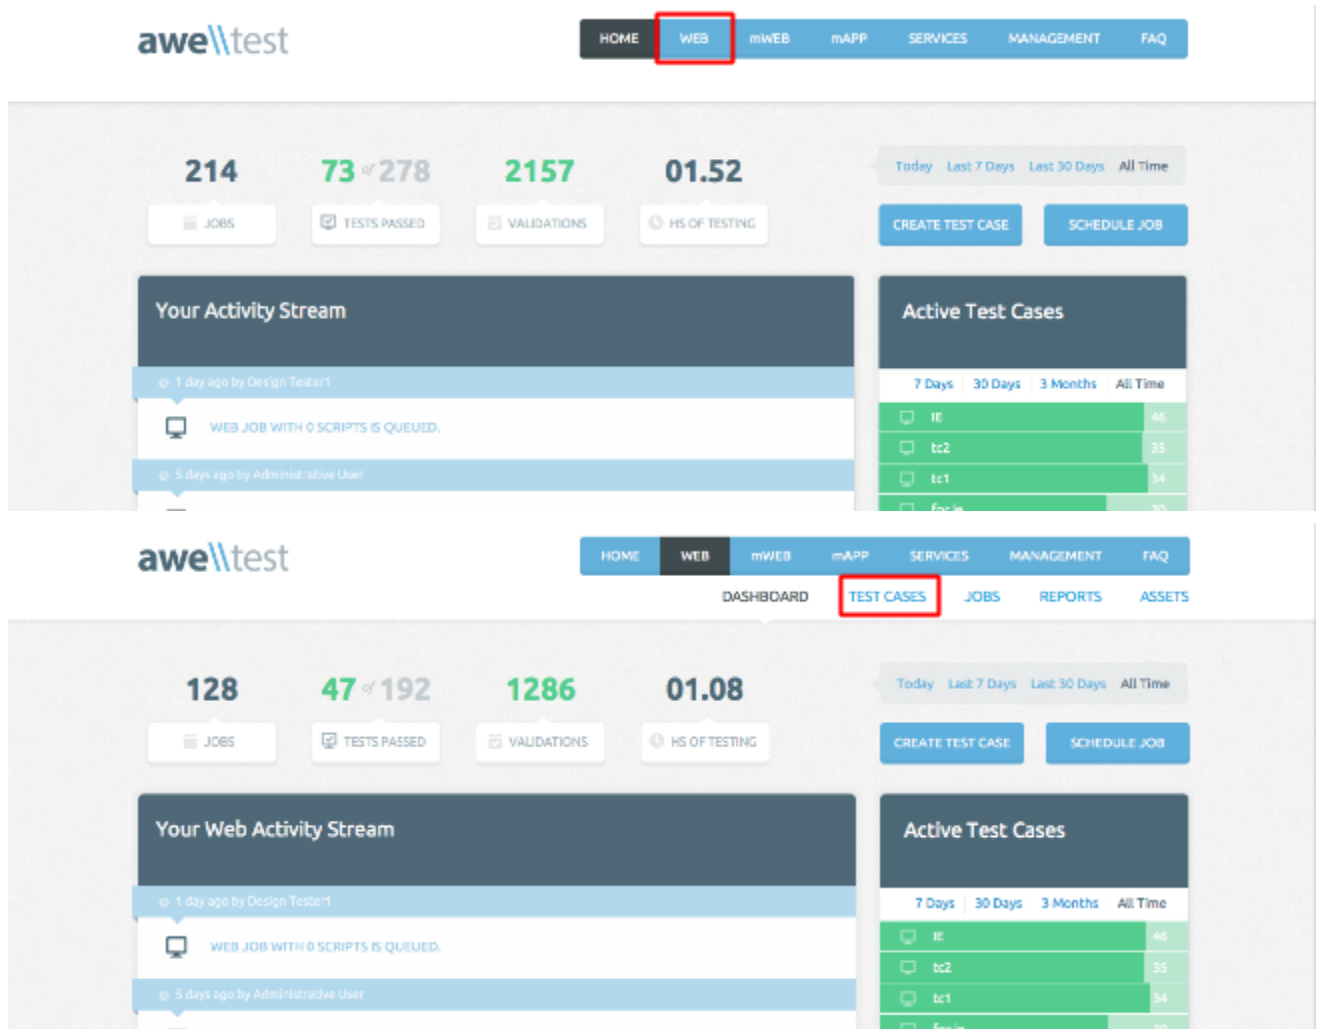 awe\\test
HOME WEB mWEB mAPP SERVICES MANAGEMENT FAQ
214 73 of 278 2157 01.52
JOBS TESTS PASSED VALIDATIONS HS OF TESTING
Today Last 7 Days Last 30 Days All Time
CREATE TEST CASE SCHEDULE JOB
Your Activity Stream
1 day ago by Design Tester1
WEB JOB WITH 0 SCRIPTS IS QUEUED.
5 days ago by Administrative User
Active Test Cases
7 Days 30 Days 3 Months All Time
IE 46
tc2 35
tc1 34
for ie 30
awe\\test
HOME WEB mWEB mAPP SERVICES MANAGEMENT FAQ
DASHBOARD TEST CASES JOBS REPORTS ASSETS
128 47 of 192 1286 01.08
JOBS TESTS PASSED VALIDATIONS HS OF TESTING
Today Last 7 Days Last 30 Days All Time
CREATE TEST CASE SCHEDULE JOB
Your Web Activity Stream
1 day ago by Design Tester1
WEB JOB WITH 0 SCRIPTS IS QUEUED.
5 days ago by Administrative User
Active Test Cases
7 Days 30 Days 3 Months All Time
IE 46
tc2 35
tc1 34